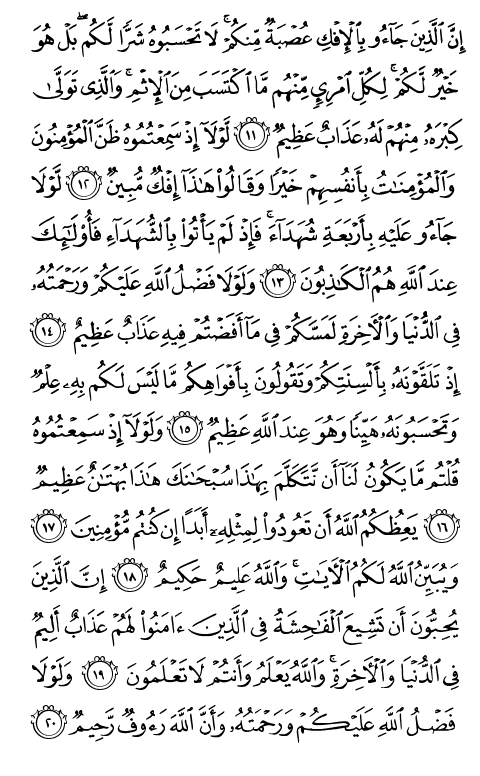 إِنَّ ٱلَّذِينَ جَآءُو بِٱلْإِفْكِ عُصْبَةٌ مِّنكُمْ ۚ لَا تَحْسَبُوهُ شَرًّا لَّكُم ۖ بَلْ هُوَ
خَيْرٌ لَّكُمْ ۚ لِكُلِّ ٱمْرِئٍ مِّنْهُم مَّا ٱكْتَسَبَ مِنَ ٱلْإِثْمِ ۚ وَٱلَّذِى تَوَلَّىٰ
كِبْرَهُۥ مِنْهُمْ لَهُۥ عَذَابٌ عَظِيمٌ ١١ لَّوْلَآ إِذْ سَمِعْتُمُوهُ ظَنَّ ٱلْمُؤْمِنُونَ
وَٱلْمُؤْمِنَٰتُ بِأَنفُسِهِمْ خَيْرًا وَقَالُوا۟ هَٰذَآ إِفْكٌ مُّبِينٌ ١٢ لَّوْلَا
جَآءُو عَلَيْهِ بِأَرْبَعَةِ شُهَدَآءَ ۚ فَإِذْ لَمْ يَأْتُوا۟ بِٱلشُّهَدَآءِ فَأُو۟لَٰٓئِكَ
عِندَ ٱللَّهِ هُمُ ٱلْكَٰذِبُونَ ١٣ وَلَوْلَا فَضْلُ ٱللَّهِ عَلَيْكُمْ وَرَحْمَتُهُۥ
فِى ٱلدُّنْيَا وَٱلْءَاخِرَةِ لَمَسَّكُمْ فِى مَآ أَفَضْتُمْ فِيهِ عَذَابٌ عَظِيمٌ ١٤
إِذْ تَلَقَّوْنَهُۥ بِأَلْسِنَتِكُمْ وَتَقُولُونَ بِأَفْوَاهِكُم مَّا لَيْسَ لَكُم بِهِۦ عِلْمٌ
وَتَحْسَبُونَهُۥ هَيِّنًا وَهُوَ عِندَ ٱللَّهِ عَظِيمٌ ١٥ وَلَوْلَآ إِذْ سَمِعْتُمُوهُ
قُلْتُم مَّا يَكُونُ لَنَآ أَن نَّتَكَلَّمَ بِهَٰذَا سُبْحَٰنَكَ هَٰذَا بُهْتَٰنٌ عَظِيمٌ
١٦ يَعِظُكُمُ ٱللَّهُ أَن تَعُودُوا۟ لِمِثْلِهِۦٓ أَبَدًا إِن كُنتُم مُّؤْمِنِينَ ١٧
وَيُبَيِّنُ ٱللَّهُ لَكُمُ ٱلْءَايَٰتِ ۚ وَٱللَّهُ عَلِيمٌ حَكِيمٌ ١٨ إِنَّ ٱلَّذِينَ
يُحِبُّونَ أَن تَشِيعَ ٱلْفَٰحِشَةُ فِى ٱلَّذِينَ ءَامَنُوا۟ لَهُمْ عَذَابٌ أَلِيمٌ
فِى ٱلدُّنْيَا وَٱلْءَاخِرَةِ ۚ وَٱللَّهُ يَعْلَمُ وَأَنتُمْ لَا تَعْلَمُونَ ١٩ وَلَوْلَا
فَضْلُ ٱللَّهِ عَلَيْكُمْ وَرَحْمَتُهُۥ وَأَنَّ ٱللَّهَ رَءُوفٌ رَّحِيمٌ ٢٠